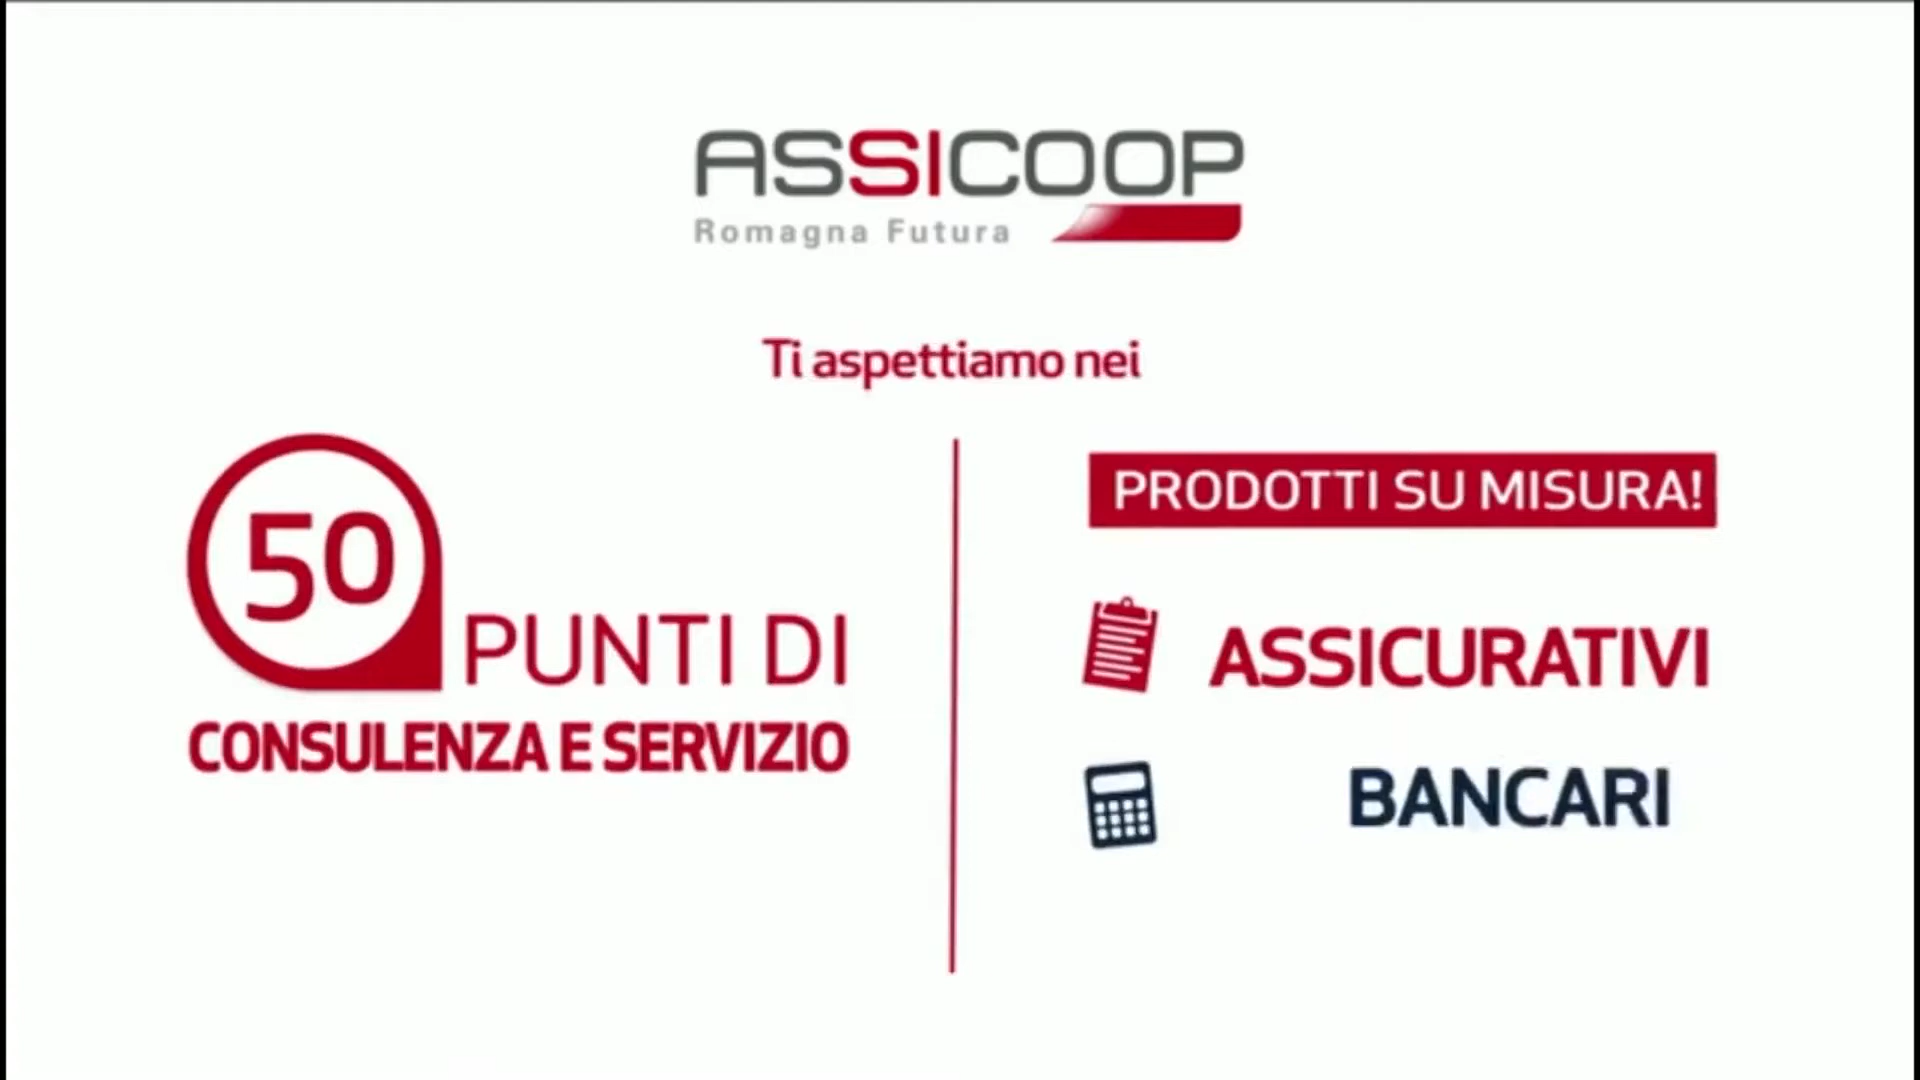 ASSICOOP
Romagna Futura
Ti aspettiamo nei
50
PUNTI DI
CONSULENZA E SERVIZIO
PRODOTTI SU MISURA!
ASSICURATIVI
BANCARI